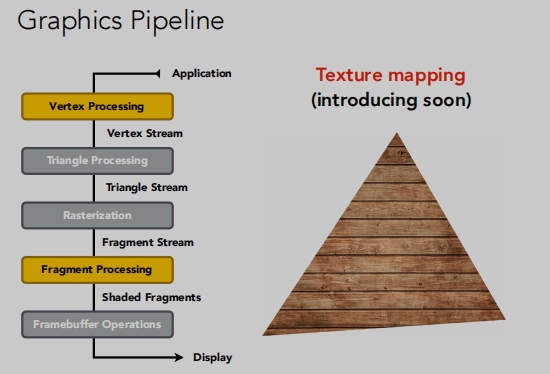 Graphics Pipeline
Application
Vertex Processing
Vertex Stream
Triangle Processing
Triangle Stream
Rasterization
Fragment Stream
Fragment Processing
Shaded Fragments
Framebuffer Operations
Display
Texture mapping
(introducing soon)